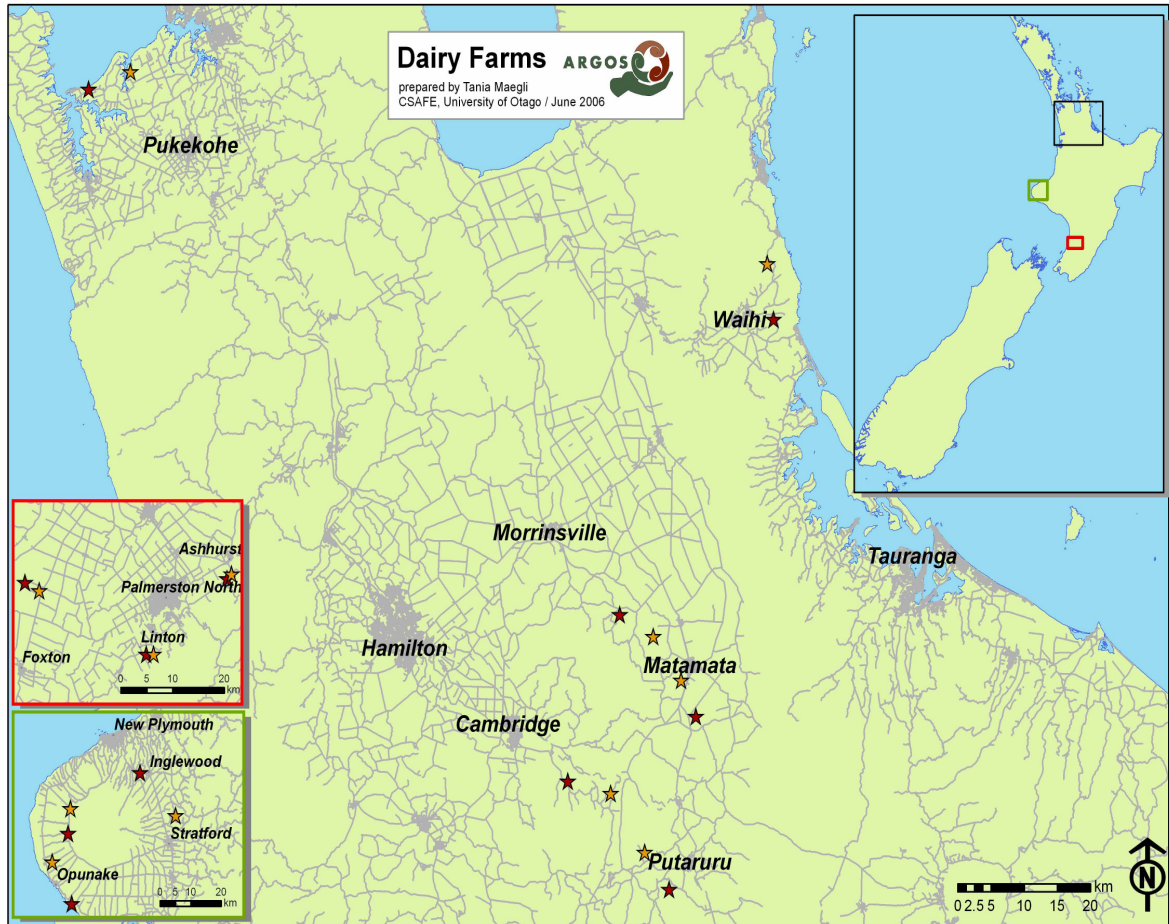 Dairy Farms
ARGOS
prepared by Tania Maegli
CSAFE, University of Otago / June 2006
Pukekohe
Waihi
Morrinsville
Tauranga
Hamilton
Matamata
Cambridge
Putaruru
Ashhurst
Palmerston North
Linton
Foxton
0 5 10 20
km
New Plymouth
Inglewood
Stratford
Opunake
0 5 10 20
km
km
0 2.5 5 10 15 20
N